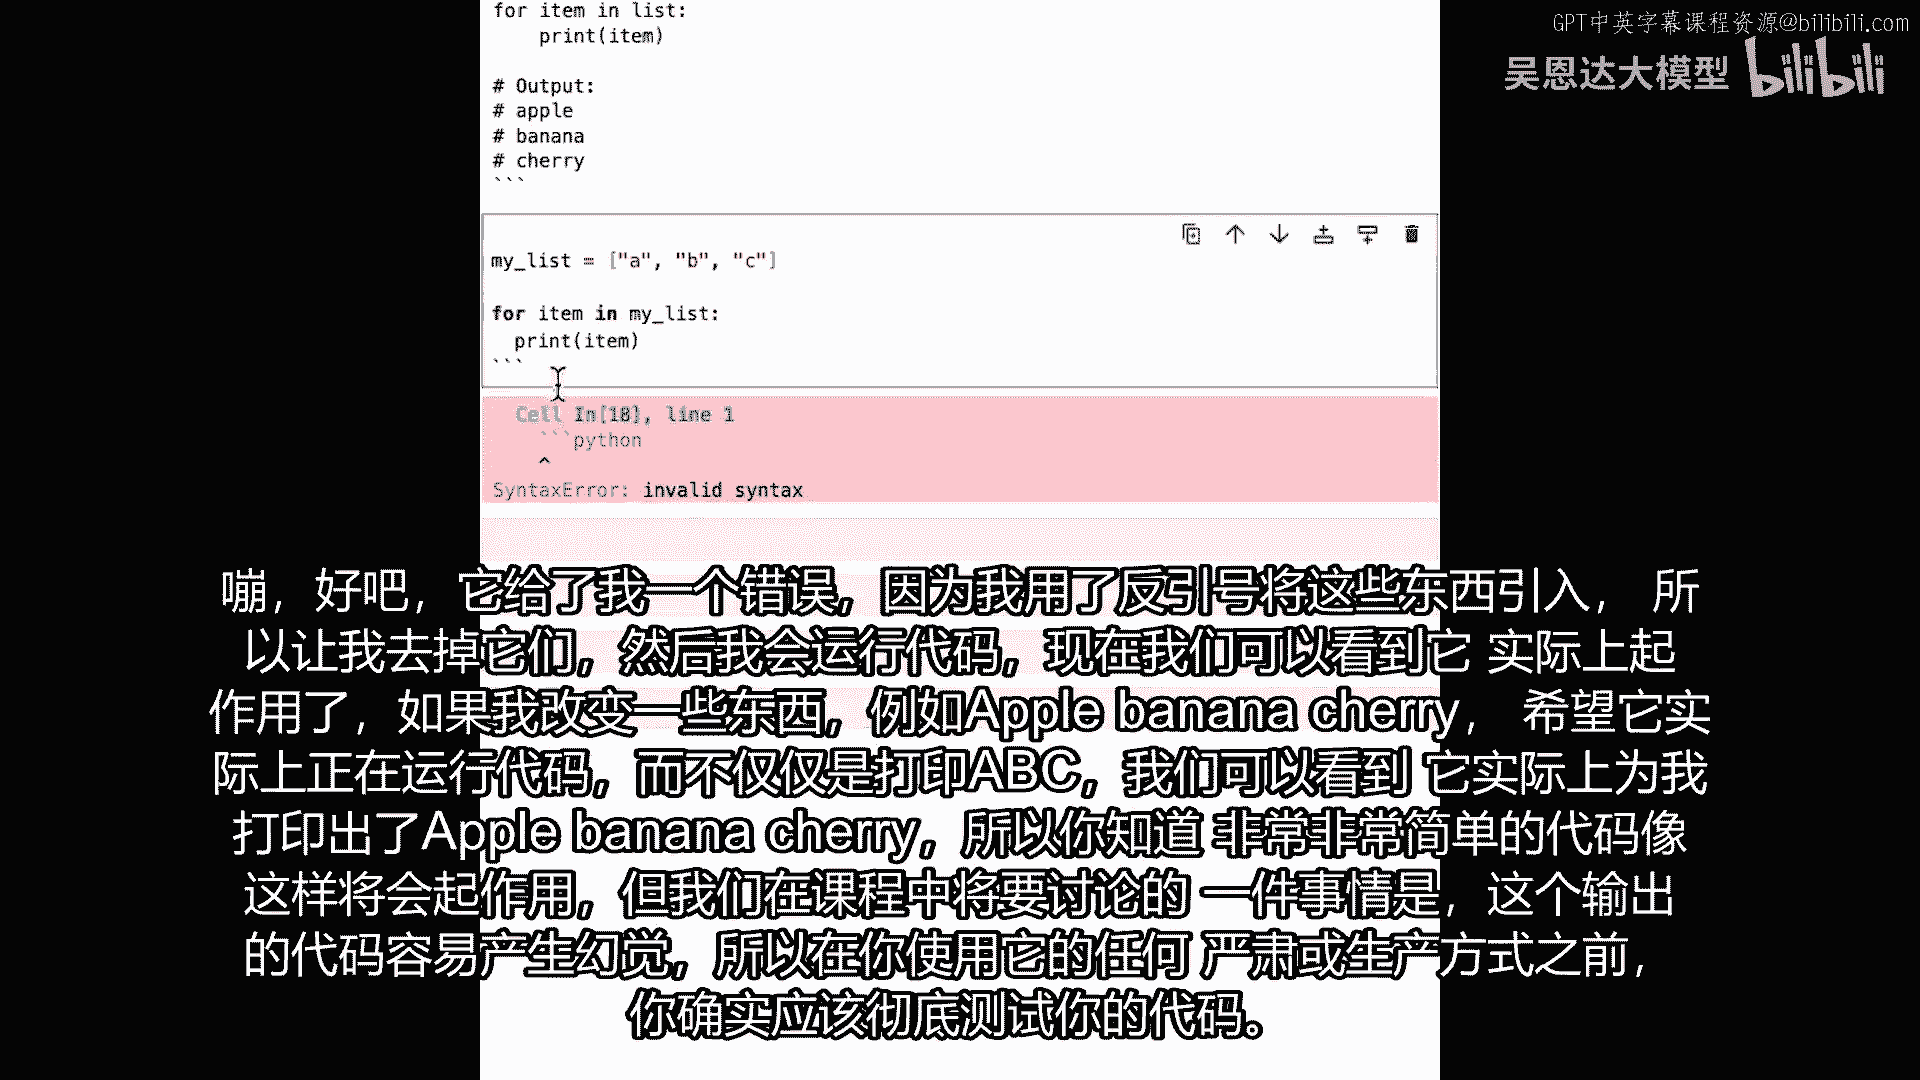 for item in list:
    print(item)
# Output:
# apple
# banana
# cherry
```
my_list = ["a", "b", "c"]
for item in my_list:
  print(item)
```
Cell In[18], line 1
```python
^
SyntaxError: invalid syntax
GPT中英字幕课程资源@bilibili.com
吴恩达大模型 bilibili
嘣，好吧，它给了我一个错误，因为我用了反引号将这些东西引入， 所
以让我去掉它们，然后我会运行代码，现在我们可以看到它 实际上起
作用了，如果我改变一些东西，例如Apple banana cherry， 希望它实
际上正在运行代码，而不仅仅是打印ABC，我们可以看到 它实际上为我
打印出了Apple banana cherry，所以你知道 非常非常简单的代码像
这样将会起作用，但我们在课程中将要讨论的 一件事情是，这个输出
的代码容易产生幻觉，所以在你使用它的任何 严肃或生产方式之前，
你确实应该彻底测试你的代码。